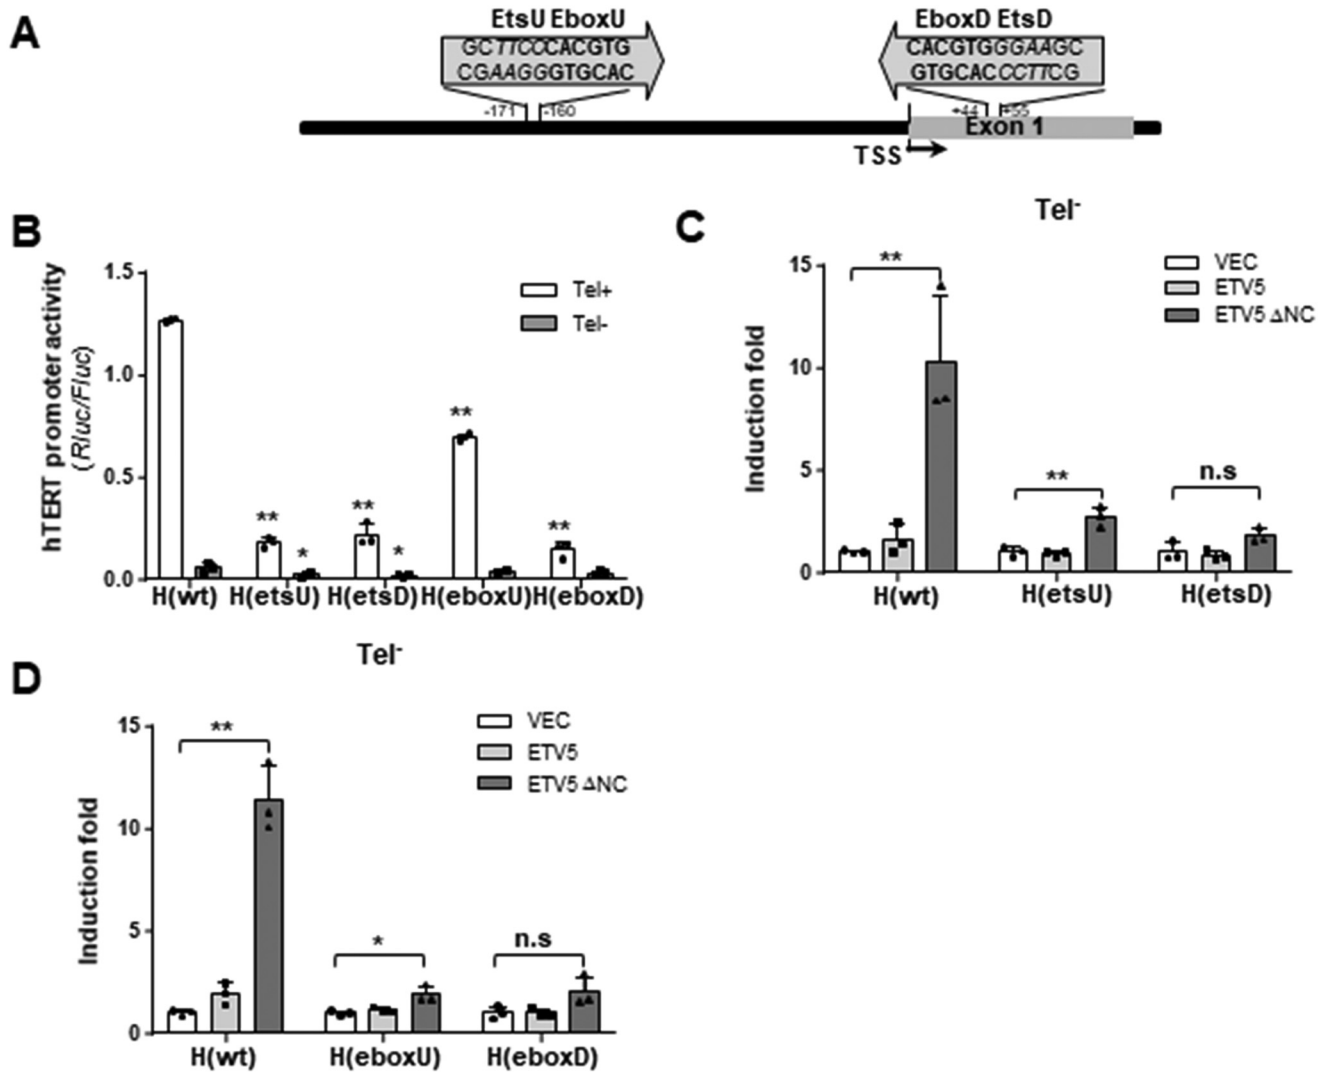 A
EtsU EboxU
EboxD EtsD
GCTTCCCACGTG
CGAAGGGTGCAC
CACGTGGGAAGC
GTGCACCCTTCG
-171
-160
+44
+55
Exon 1
TSS
B
hTERT promoter activity
(Rluc/Fluc)
1.5
1.0
0.5
0.0
Tel+
Tel-
**
*
**
*
**
**
H(wt) H(etsU) H(etsD) H(eboxU) H(eboxD)
C
Tel-
Induction fold
15
10
5
0
VEC
ETV5
ETV5 ΔNC
**
**
n.s
H(wt) H(etsU) H(etsD)
D
Tel-
Induction fold
15
10
5
0
VEC
ETV5
ETV5 ΔNC
**
*
n.s
H(wt) H(eboxU) H(eboxD)